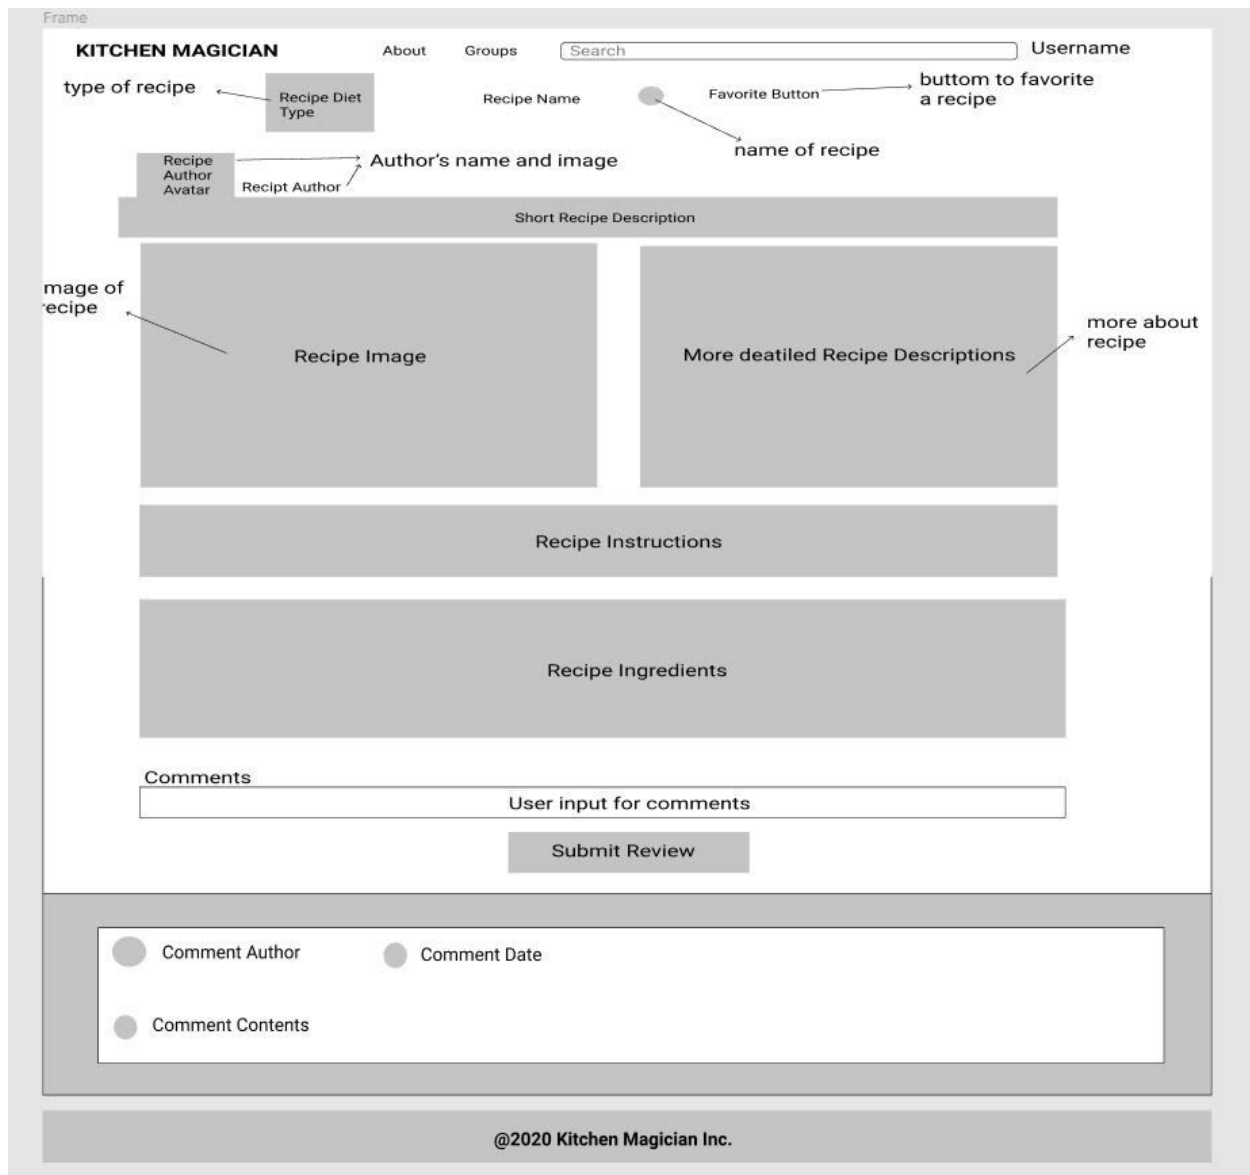 Frame
KITCHEN MAGICIAN
About
Groups
Search
Username
type of recipe
Recipe Diet
Type
Recipe Name
Favorite Button
buttom to favorite
a recipe
name of recipe
Recipe
Author
Avatar
Recipt Author
Author's name and image
Short Recipe Description
mage of
recipe
Recipe Image
More deatiled Recipe Descriptions
more about
recipe
Recipe Instructions
Recipe Ingredients
Comments
User input for comments
Submit Review
Comment Author
Comment Date
Comment Contents
@2020 Kitchen Magician Inc.